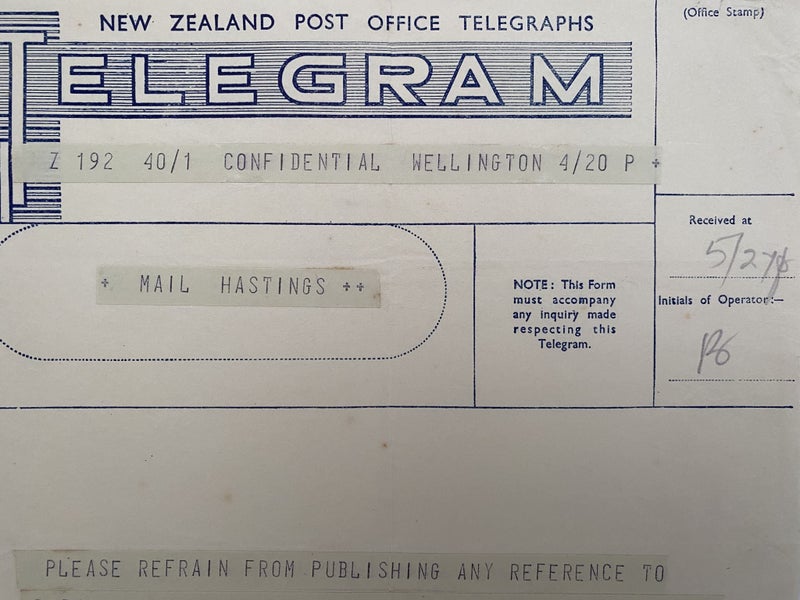 NEW ZEALAND POST OFFICE TELEGRAPHS
(Office Stamp)
TELEGRAM
Z 192 40/1 CONFIDENTIAL WELLINGTON 4/20 P +
Received at
5/27p
+ MAIL HASTINGS ++
NOTE: This Form
must accompany
any inquiry made
respecting this
Telegram.
Initials of Operator:—
PLEASE REFRAIN FROM PUBLISHING ANY REFERENCE TO